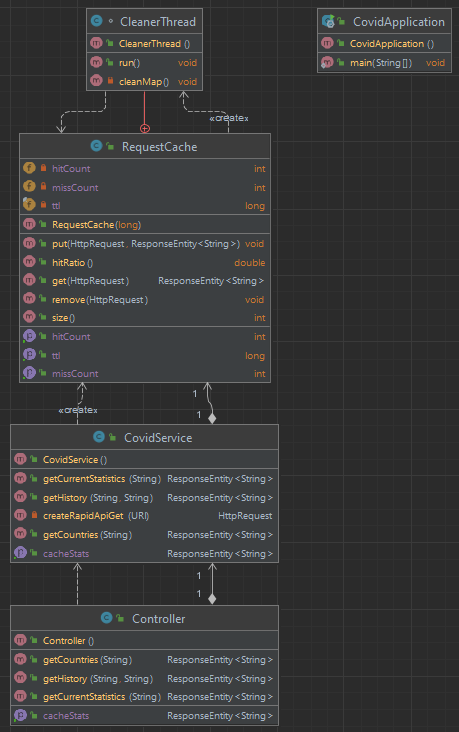 CleanerThread
CleanerThread ()
run() void
cleanMap() void
CovidApplication
CovidApplication ()
main(String[]) void
«create»
RequestCache
hitCount int
missCount int
ttl long
RequestCache(long)
put(HttpRequest, ResponseEntity<String>) void
hitRatio() double
get(HttpRequest) ResponseEntity<String>
remove(HttpRequest) void
size() int
hitCount int
ttl long
missCount int
1
«create»
1
CovidService
CovidService()
getCurrentStatistics (String) ResponseEntity<String>
getHistory (String, String) ResponseEntity<String>
createRapidApiGet (URI) HttpRequest
getCountries(String) ResponseEntity<String>
cacheStats ResponseEntity<String>
1
1
Controller
Controller ()
getCountries(String) ResponseEntity<String>
getHistory (String, String) ResponseEntity<String>
getCurrentStatistics (String) ResponseEntity<String>
cacheStats ResponseEntity<String>